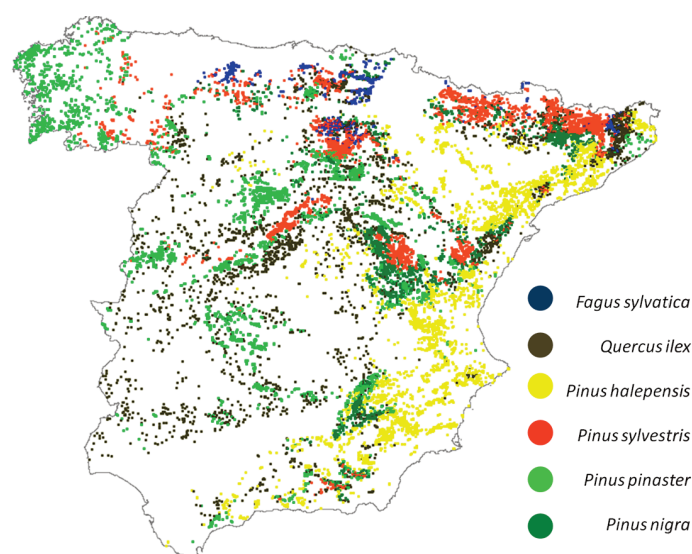 Fagus sylvatica
Quercus ilex
Pinus halepensis
Pinus sylvestris
Pinus pinaster
Pinus nigra